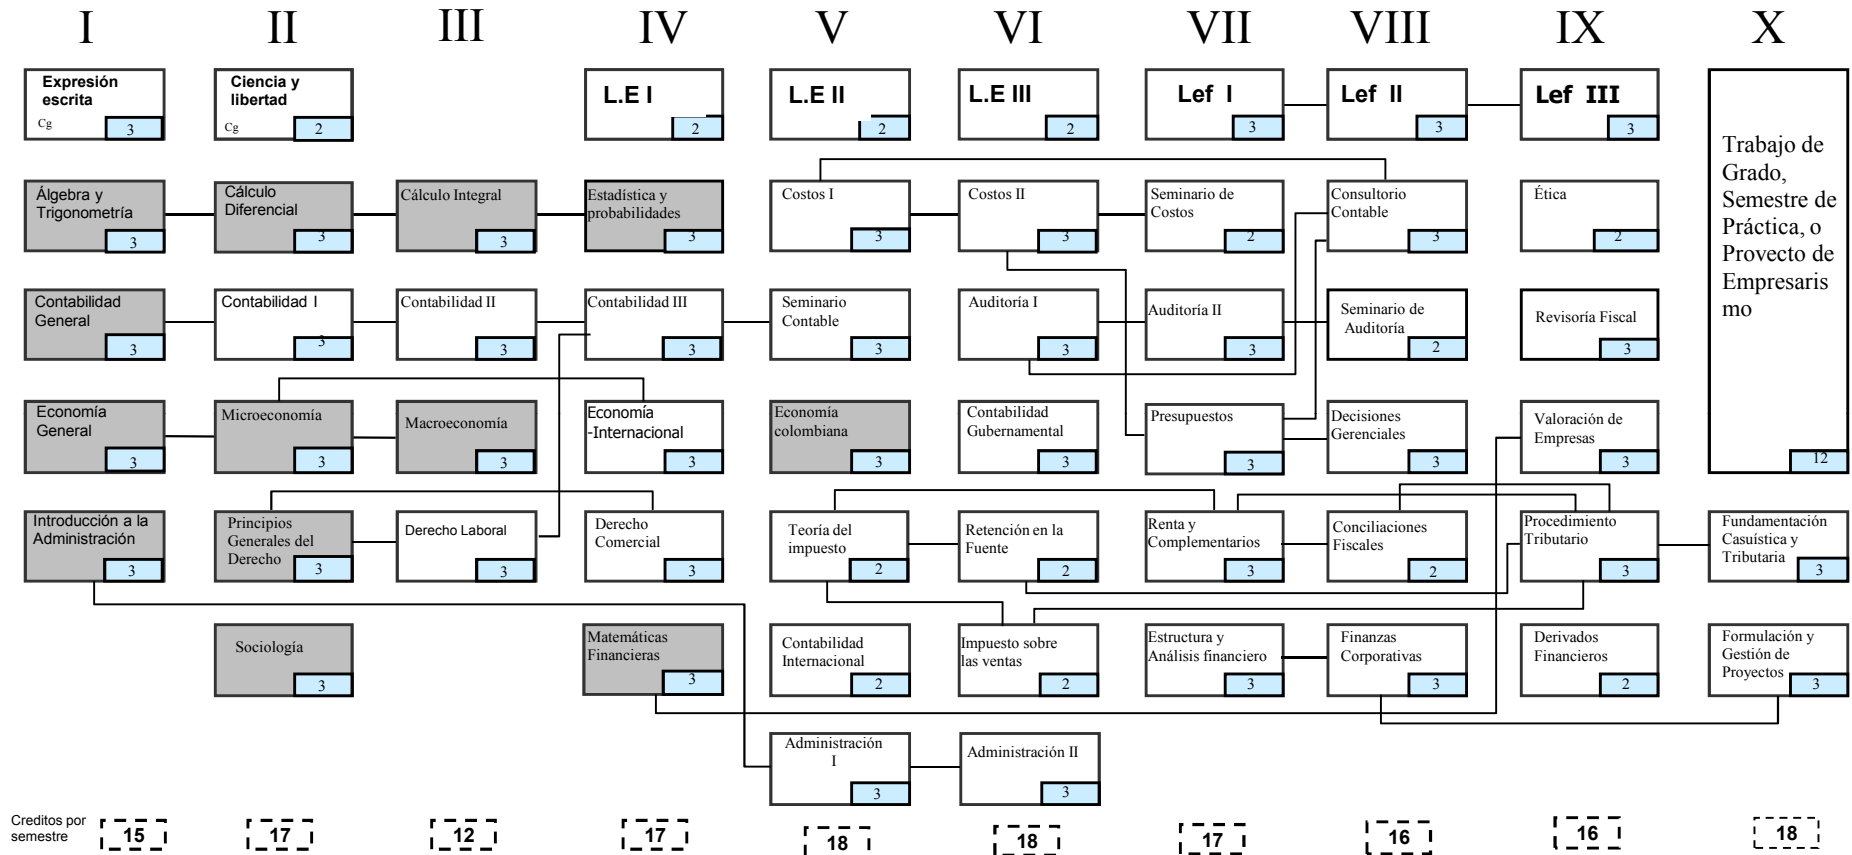 I II III IV V VI VII VIII IX X
Expresión
escrita
Cg
3
Ciencia y
libertad
Cg
2
L.E I
2
L.E II
2
L.E III
2
Lef I
3
Lef II
3
Lef III
3
Trabajo de
Grado,
Semestre de
Práctica, o
Provecto de
Empresaris
mo
12
Álgebra y
Trigonometría
3
Cálculo
Diferencial
3
Cálculo Integral
3
Estadística y
probabilidades
3
Costos I
3
Costos II
3
Seminario de
Costos
2
Consultorio
Contable
3
Ética
2
Contabilidad
General
3
Contabilidad I
3
Contabilidad II
3
Contabilidad III
3
Seminario
Contable
3
Auditoría I
3
Auditoría II
3
Seminario de
Auditoría
2
Revisoría Fiscal
3
Economía
General
3
Microeconomía
3
Macroeconomía
3
Economía
-Internacional
3
Economía
colombiana
3
Contabilidad
Gubernamental
3
Presupuestos
3
Decisiones
Gerenciales
3
Valoración de
Empresas
3
Introducción a la
Administración
3
Principios
Generales del
Derecho
3
Derecho Laboral
3
Derecho
Comercial
3
Teoría del
impuesto
2
Retención en la
Fuente
2
Renta y
Complementarios
3
Conciliaciones
Fiscales
2
Procedimiento
Tributario
3
Fundamentación
Casuística y
Tributaria
3
Sociología
3
Matemáticas
Financieras
3
Contabilidad
Internacional
2
Impuesto sobre
las ventas
2
Estructura y
Análisis financiero
3
Finanzas
Corporativas
3
Derivados
Financieros
2
Formulación y
Gestión de
Proyectos
3
Administración
I
3
Administración II
3
Creditos por
semestre
15 17 12 17 18 18 17 16 16 18